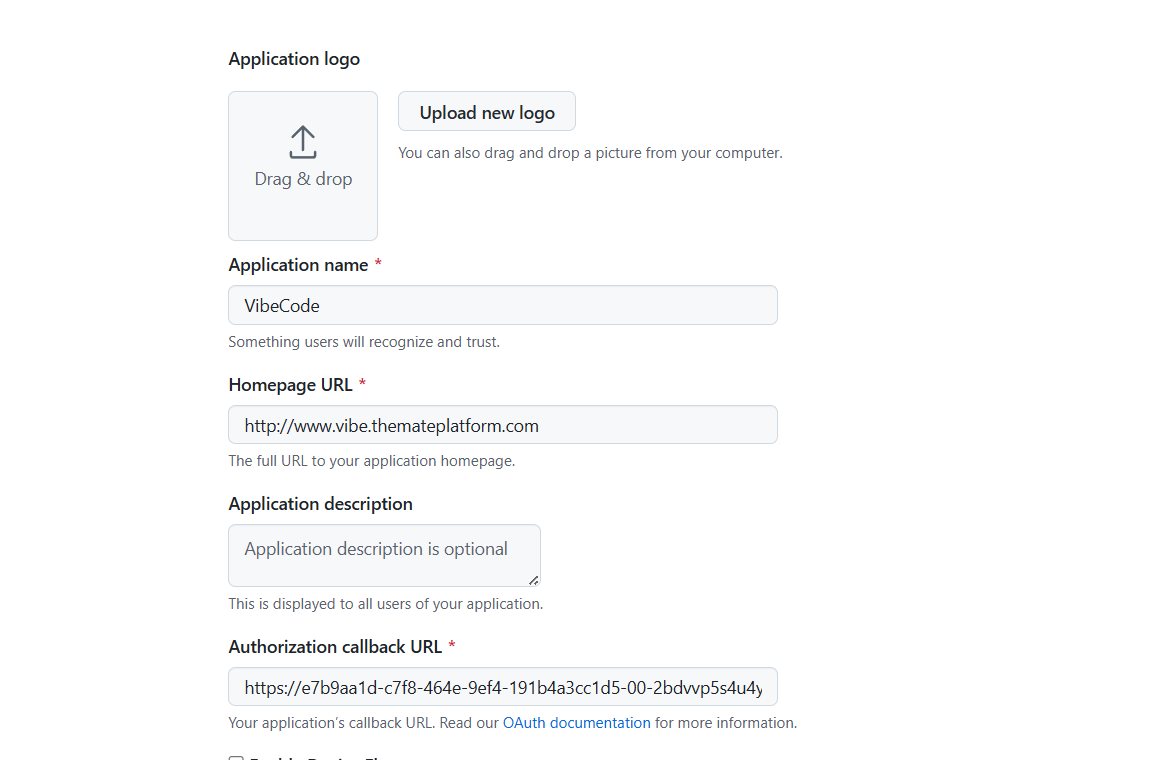 Application logo
Upload new logo
You can also drag and drop a picture from your computer.
Drag & drop
Application name *
VibeCode
Something users will recognize and trust.
Homepage URL *
http://www.vibe.themateplatform.com
The full URL to your application homepage.
Application description
Application description is optional
This is displayed to all users of your application.
Authorization callback URL *
https://e7b9aa1d-c7f8-464e-9ef4-191b4a3cc1d5-00-2bdvvp5s4u4y
Your application's callback URL. Read our OAuth documentation for more information.